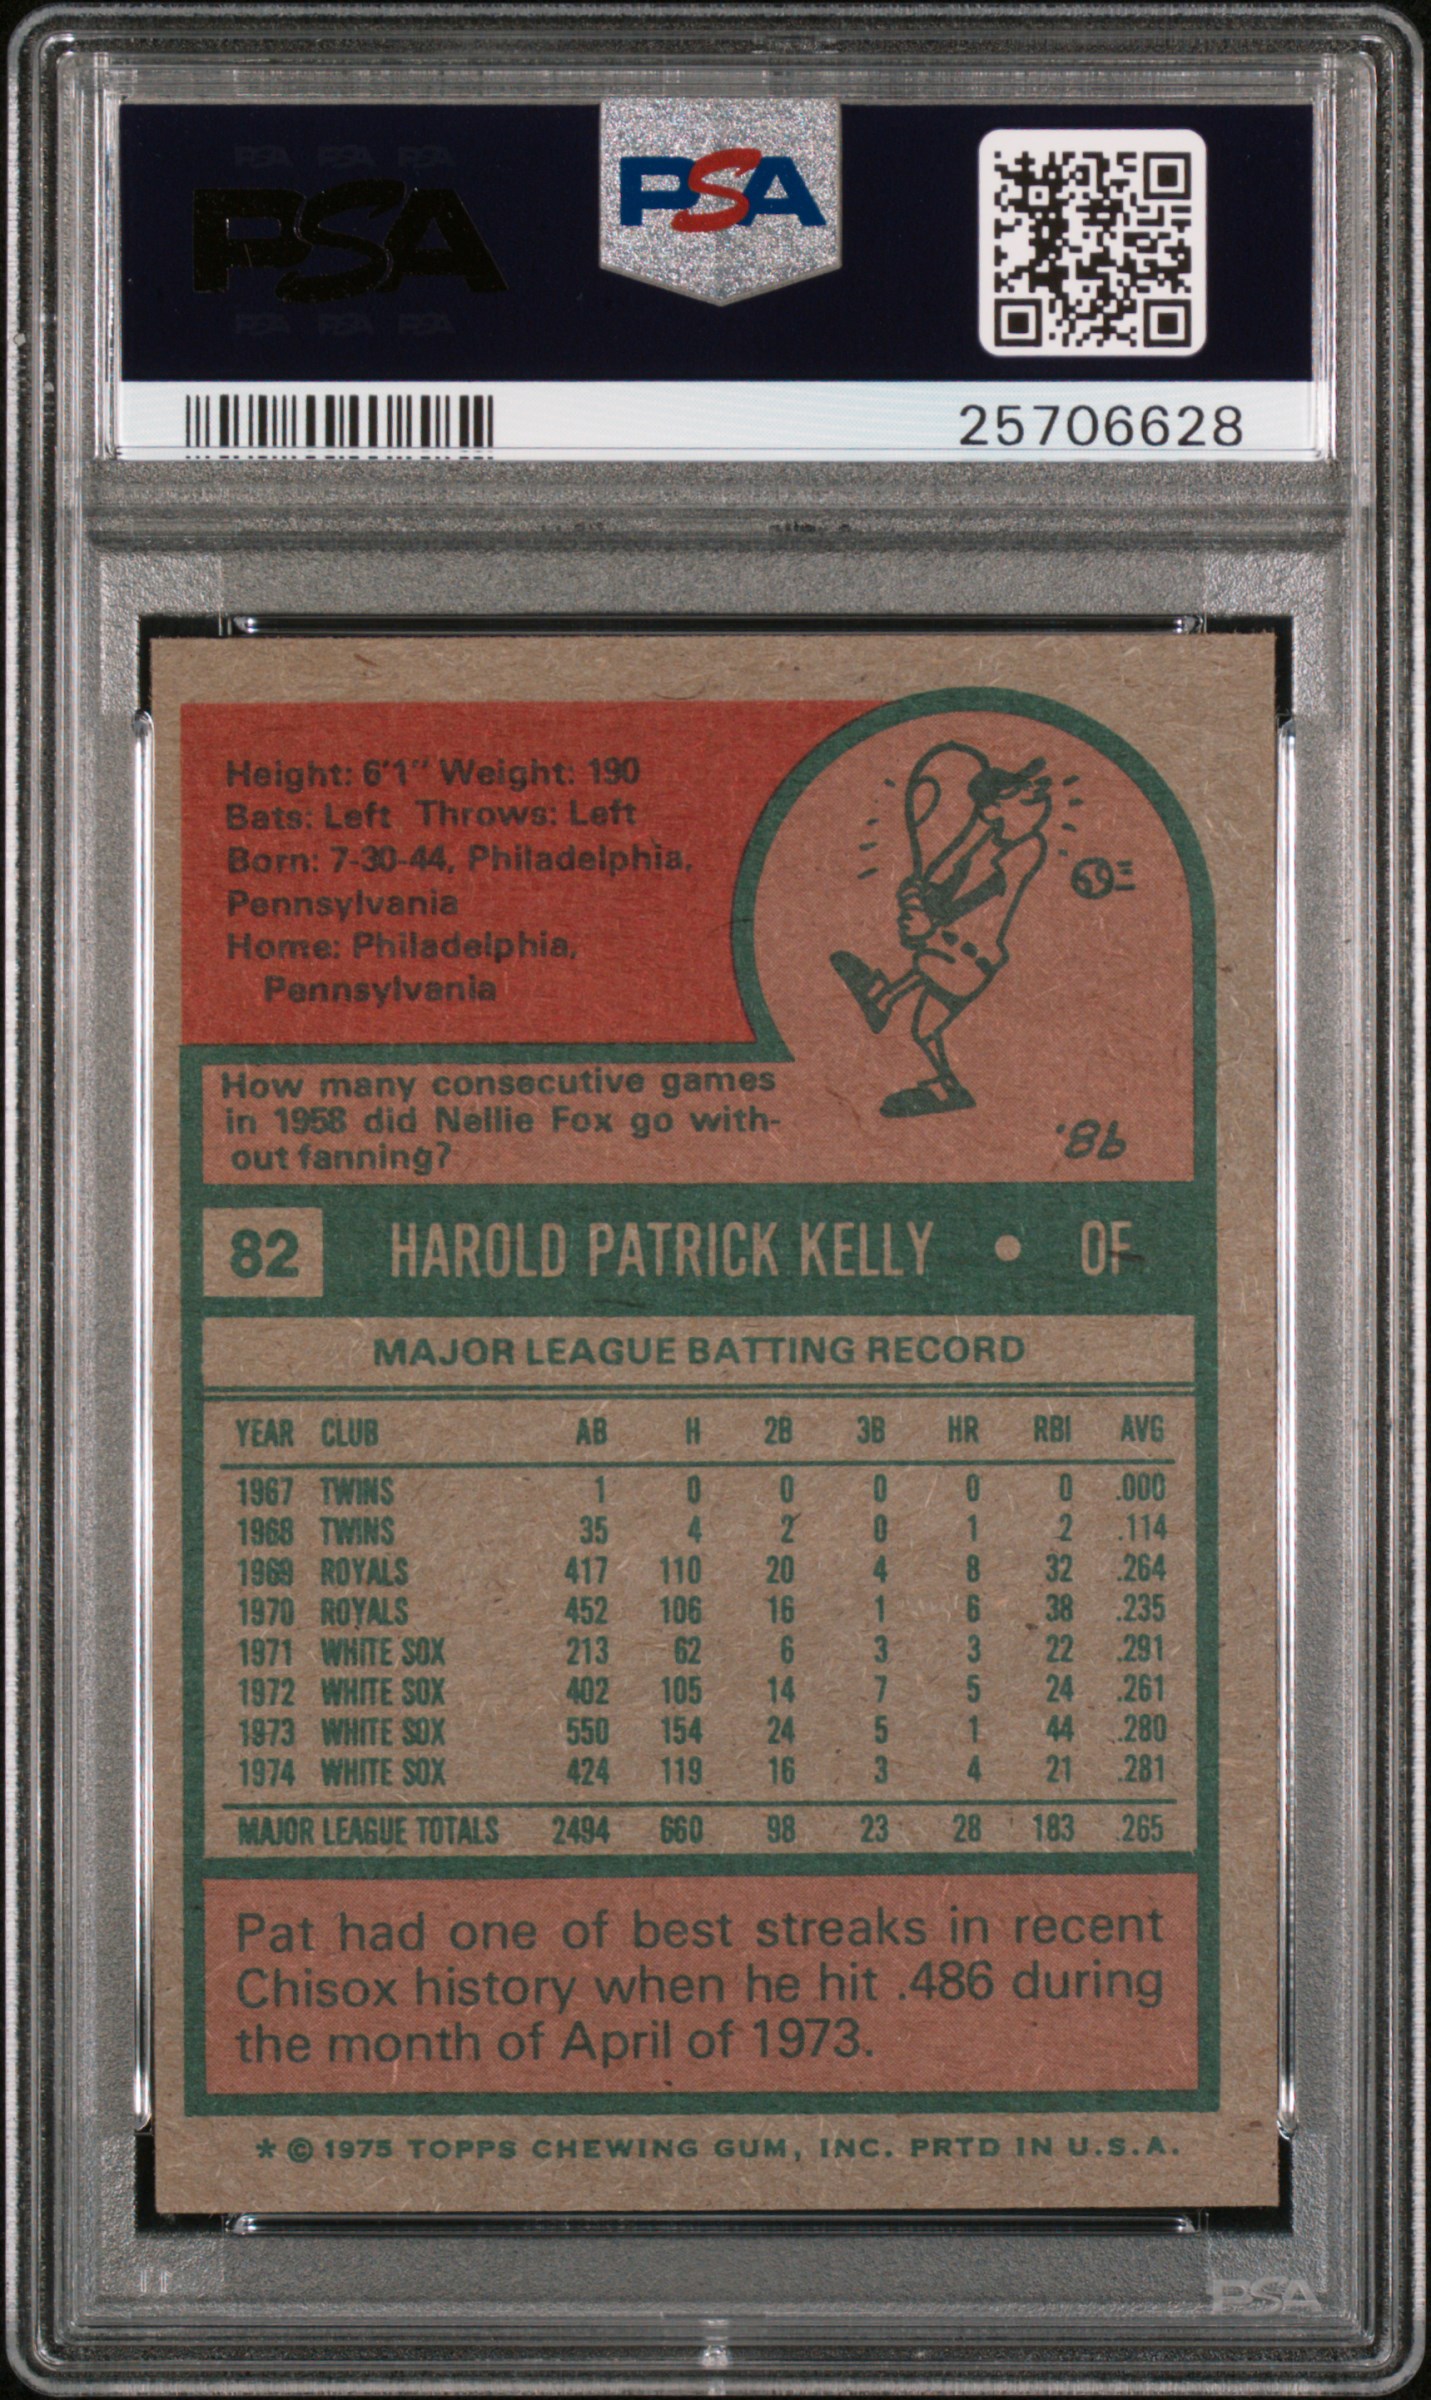 PSA PSA PSA
PSA
PSA PSA PSA
PSA
25706628
Height: 6'1" Weight: 190
Bats: Left Throws: Left
Born: 7-30-44, Philadelphia,
Pennsylvania
Home: Philadelphia,
Pennsylvania
How many consecutive games
in 1958 did Nellie Fox go with-
out fanning?
98.
82 HAROLD PATRICK KELLY • OF
MAJOR LEAGUE BATTING RECORD
YEAR CLUB AB H 2B 3B HR RBI AVG
1967 TWINS 1 0 0 0 0 0 .000
1968 TWINS 35 4 2 0 1 2 .114
1969 ROYALS 417 110 20 4 8 32 .264
1970 ROYALS 452 106 16 1 6 38 .235
1971 WHITE SOX 213 62 6 3 3 22 .291
1972 WHITE SOX 402 105 14 7 5 24 .261
1973 WHITE SOX 550 154 24 5 1 44 .280
1974 WHITE SOX 424 119 16 3 4 21 .281
MAJOR LEAGUE TOTALS 2494 660 98 23 28 183 .265
Pat had one of best streaks in recent
Chisox history when he hit .486 during
the month of April of 1973.
* © 1975 TOPPS CHEWING GUM, INC. PRTD IN U.S.A.
PSA